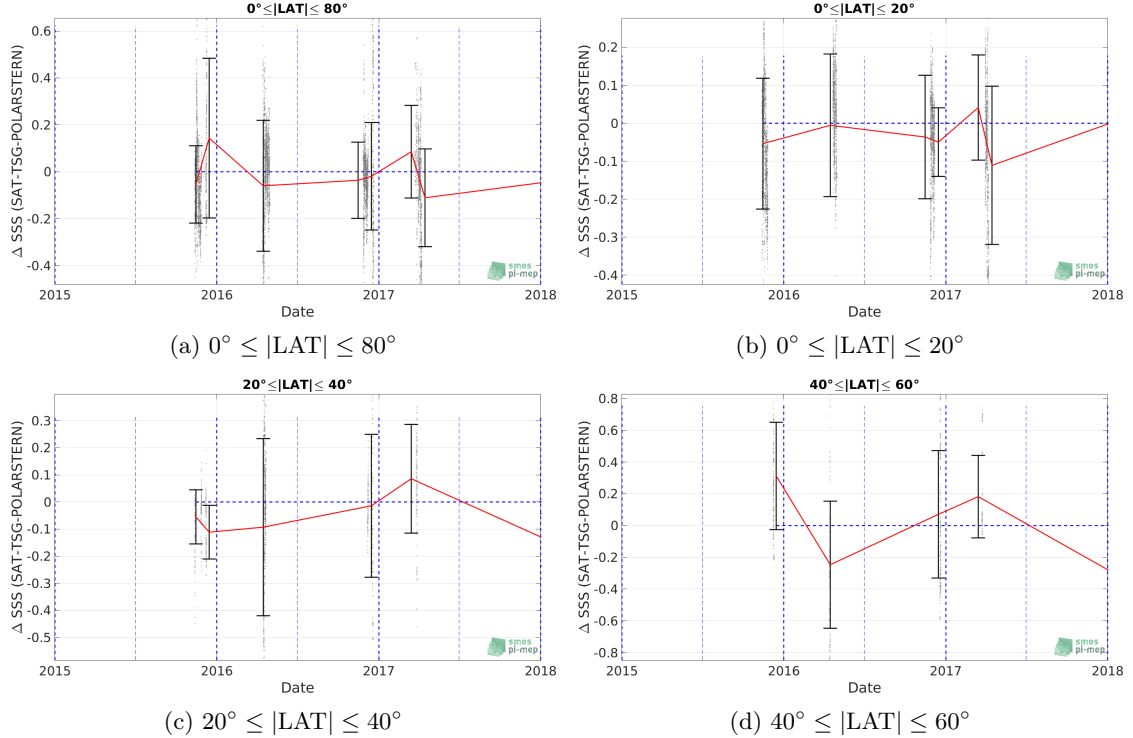 0°≤|LAT|≤ 80°
Δ SSS (SAT-TSG-POLARSTERN)
0.6
0.4
0.2
0
-0.2
-0.4
2015
2016
2017
2018
Date
smos
pi-mep
(a) 0° ≤ |LAT| ≤ 80°
0°≤|LAT|≤ 20°
Δ SSS (SAT-TSG-POLARSTERN)
0.2
0.1
0
-0.1
-0.2
-0.3
-0.4
2015
2016
2017
2018
Date
smos
pi-mep
(b) 0° ≤ |LAT| ≤ 20°
20°≤|LAT|≤ 40°
Δ SSS (SAT-TSG-POLARSTERN)
0.3
0.2
0.1
0
-0.1
-0.2
-0.3
-0.4
-0.5
2015
2016
2017
2018
Date
smos
pi-mep
(c) 20° ≤ |LAT| ≤ 40°
40°≤|LAT|≤ 60°
Δ SSS (SAT-TSG-POLARSTERN)
0.8
0.6
0.4
0.2
0
-0.2
-0.4
-0.6
-0.8
2015
2016
2017
2018
Date
smos
pi-mep
(d) 40° ≤ |LAT| ≤ 60°